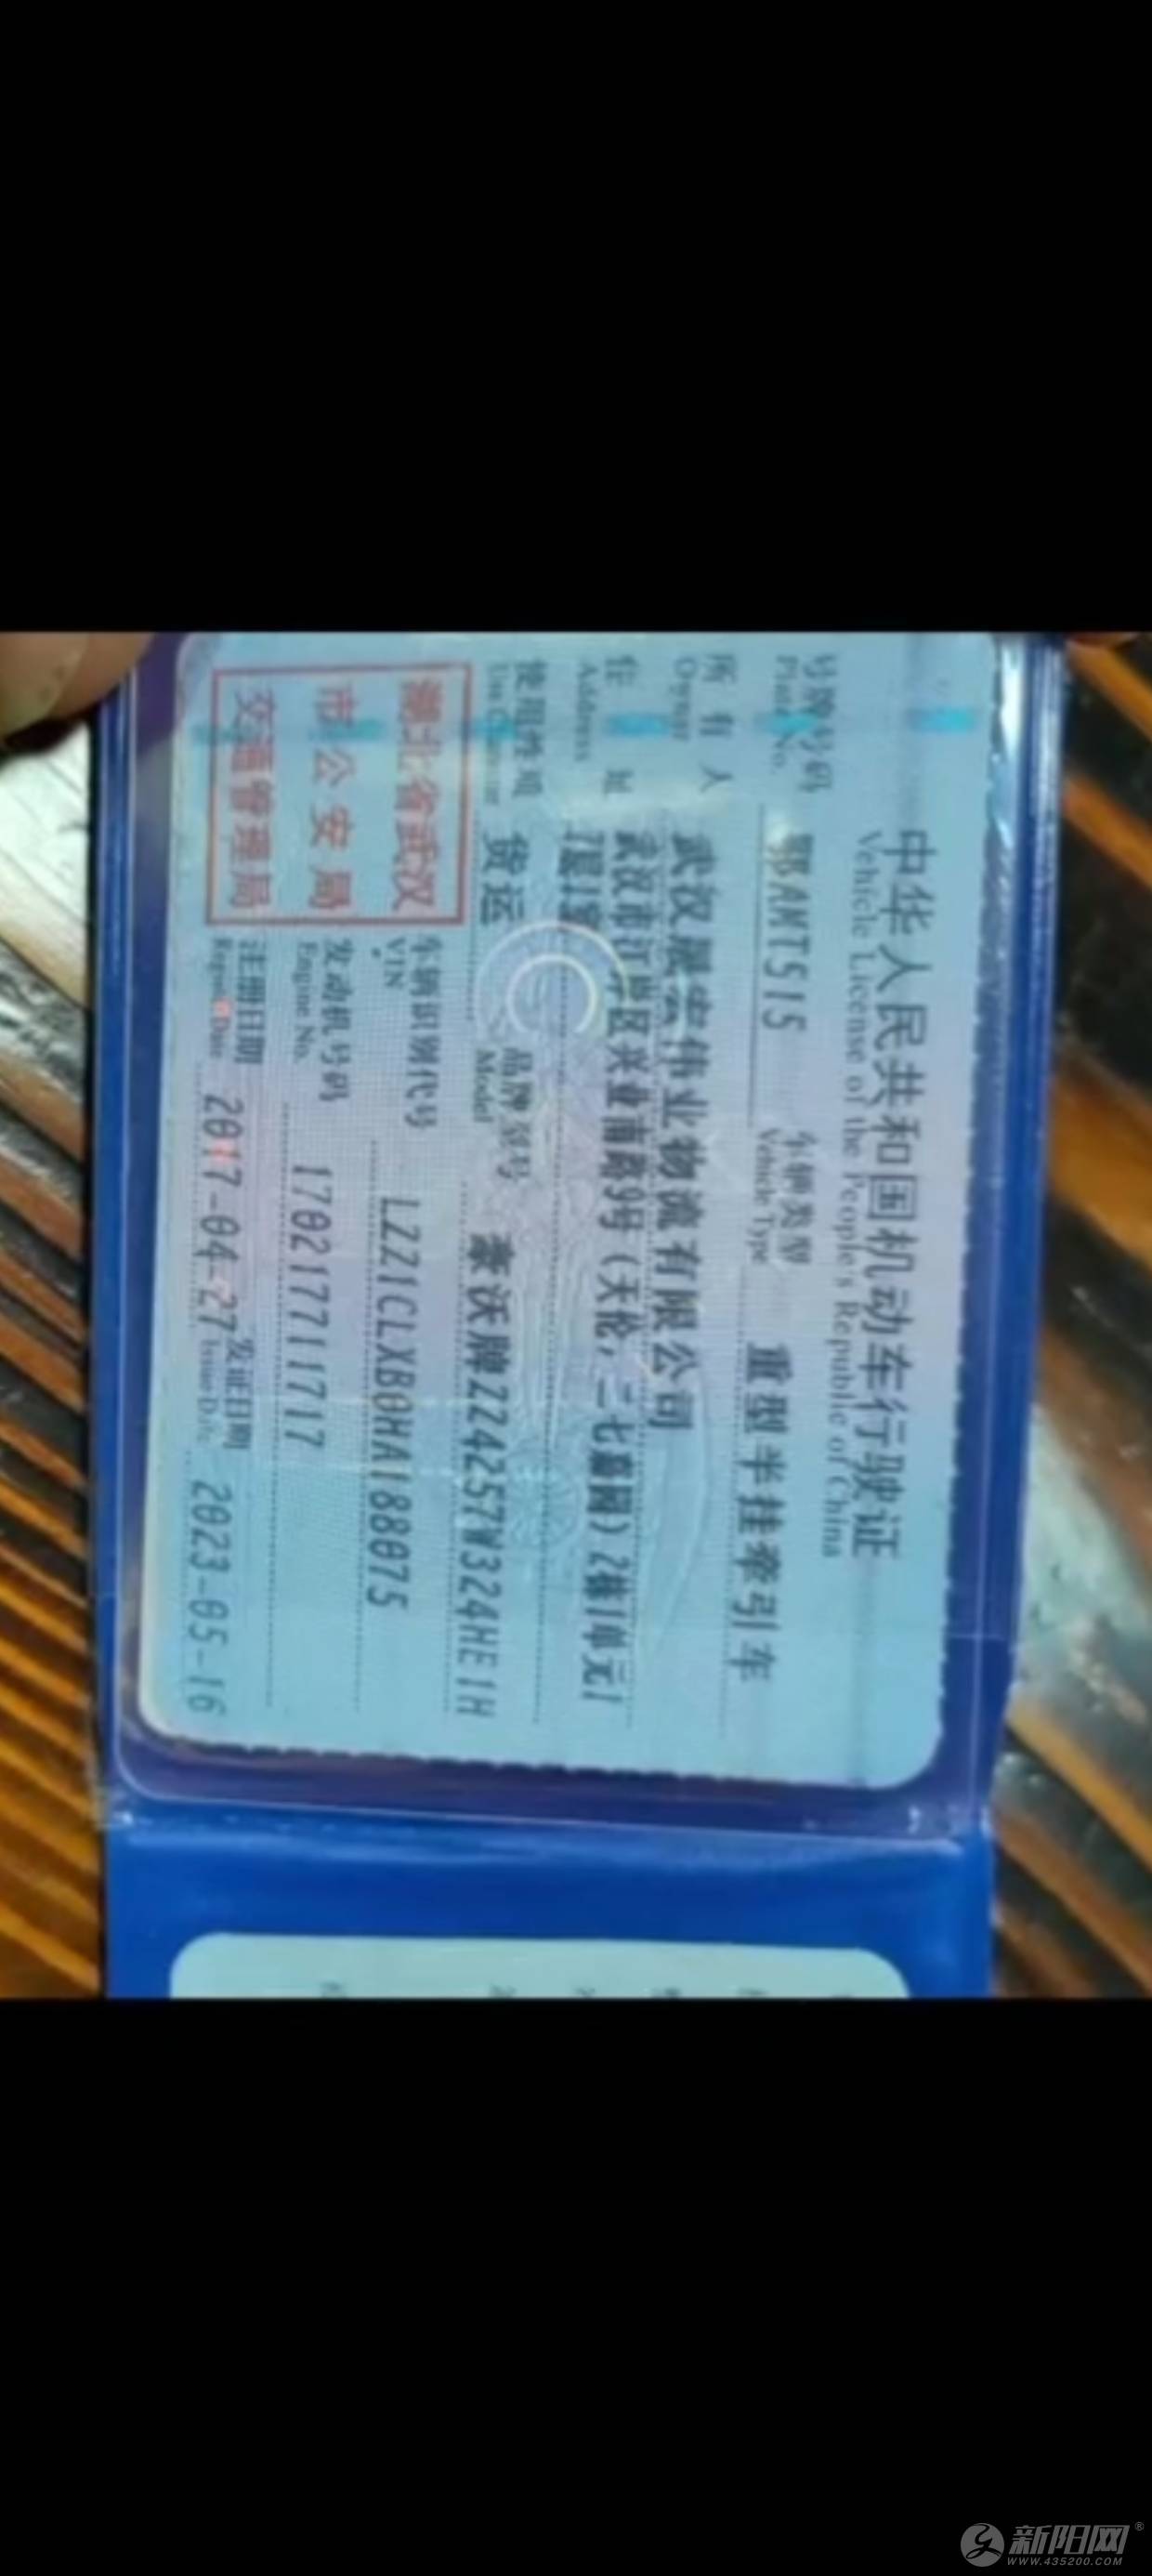 中华人民共和国机动车行驶证
Vehicle License of the People's Republic of China
号牌号码 鄂AMT515 车辆类型 重型半挂牵引车
Plate No. Vehicle Type
所有人 武汉晟宏伟业物流有限公司
Owner
住址 武汉市江岸区兴业南路9号(天伦,二七嘉园)2栋1单元1
Address 7层1室
使用性质 货运 品牌型号 豪沃牌ZZ4257W324HE1H
Use Character Model
湖北省武汉
市公安局
交通管理局
车辆识别代号 LZZ1CLXB0HA188075
VIN
发动机号码 170217711717
Engine No.
注册日期 2017-04-27 发证日期 2023-05-16
Register Date Issue Date
新阳网®
WWW.435200.COM